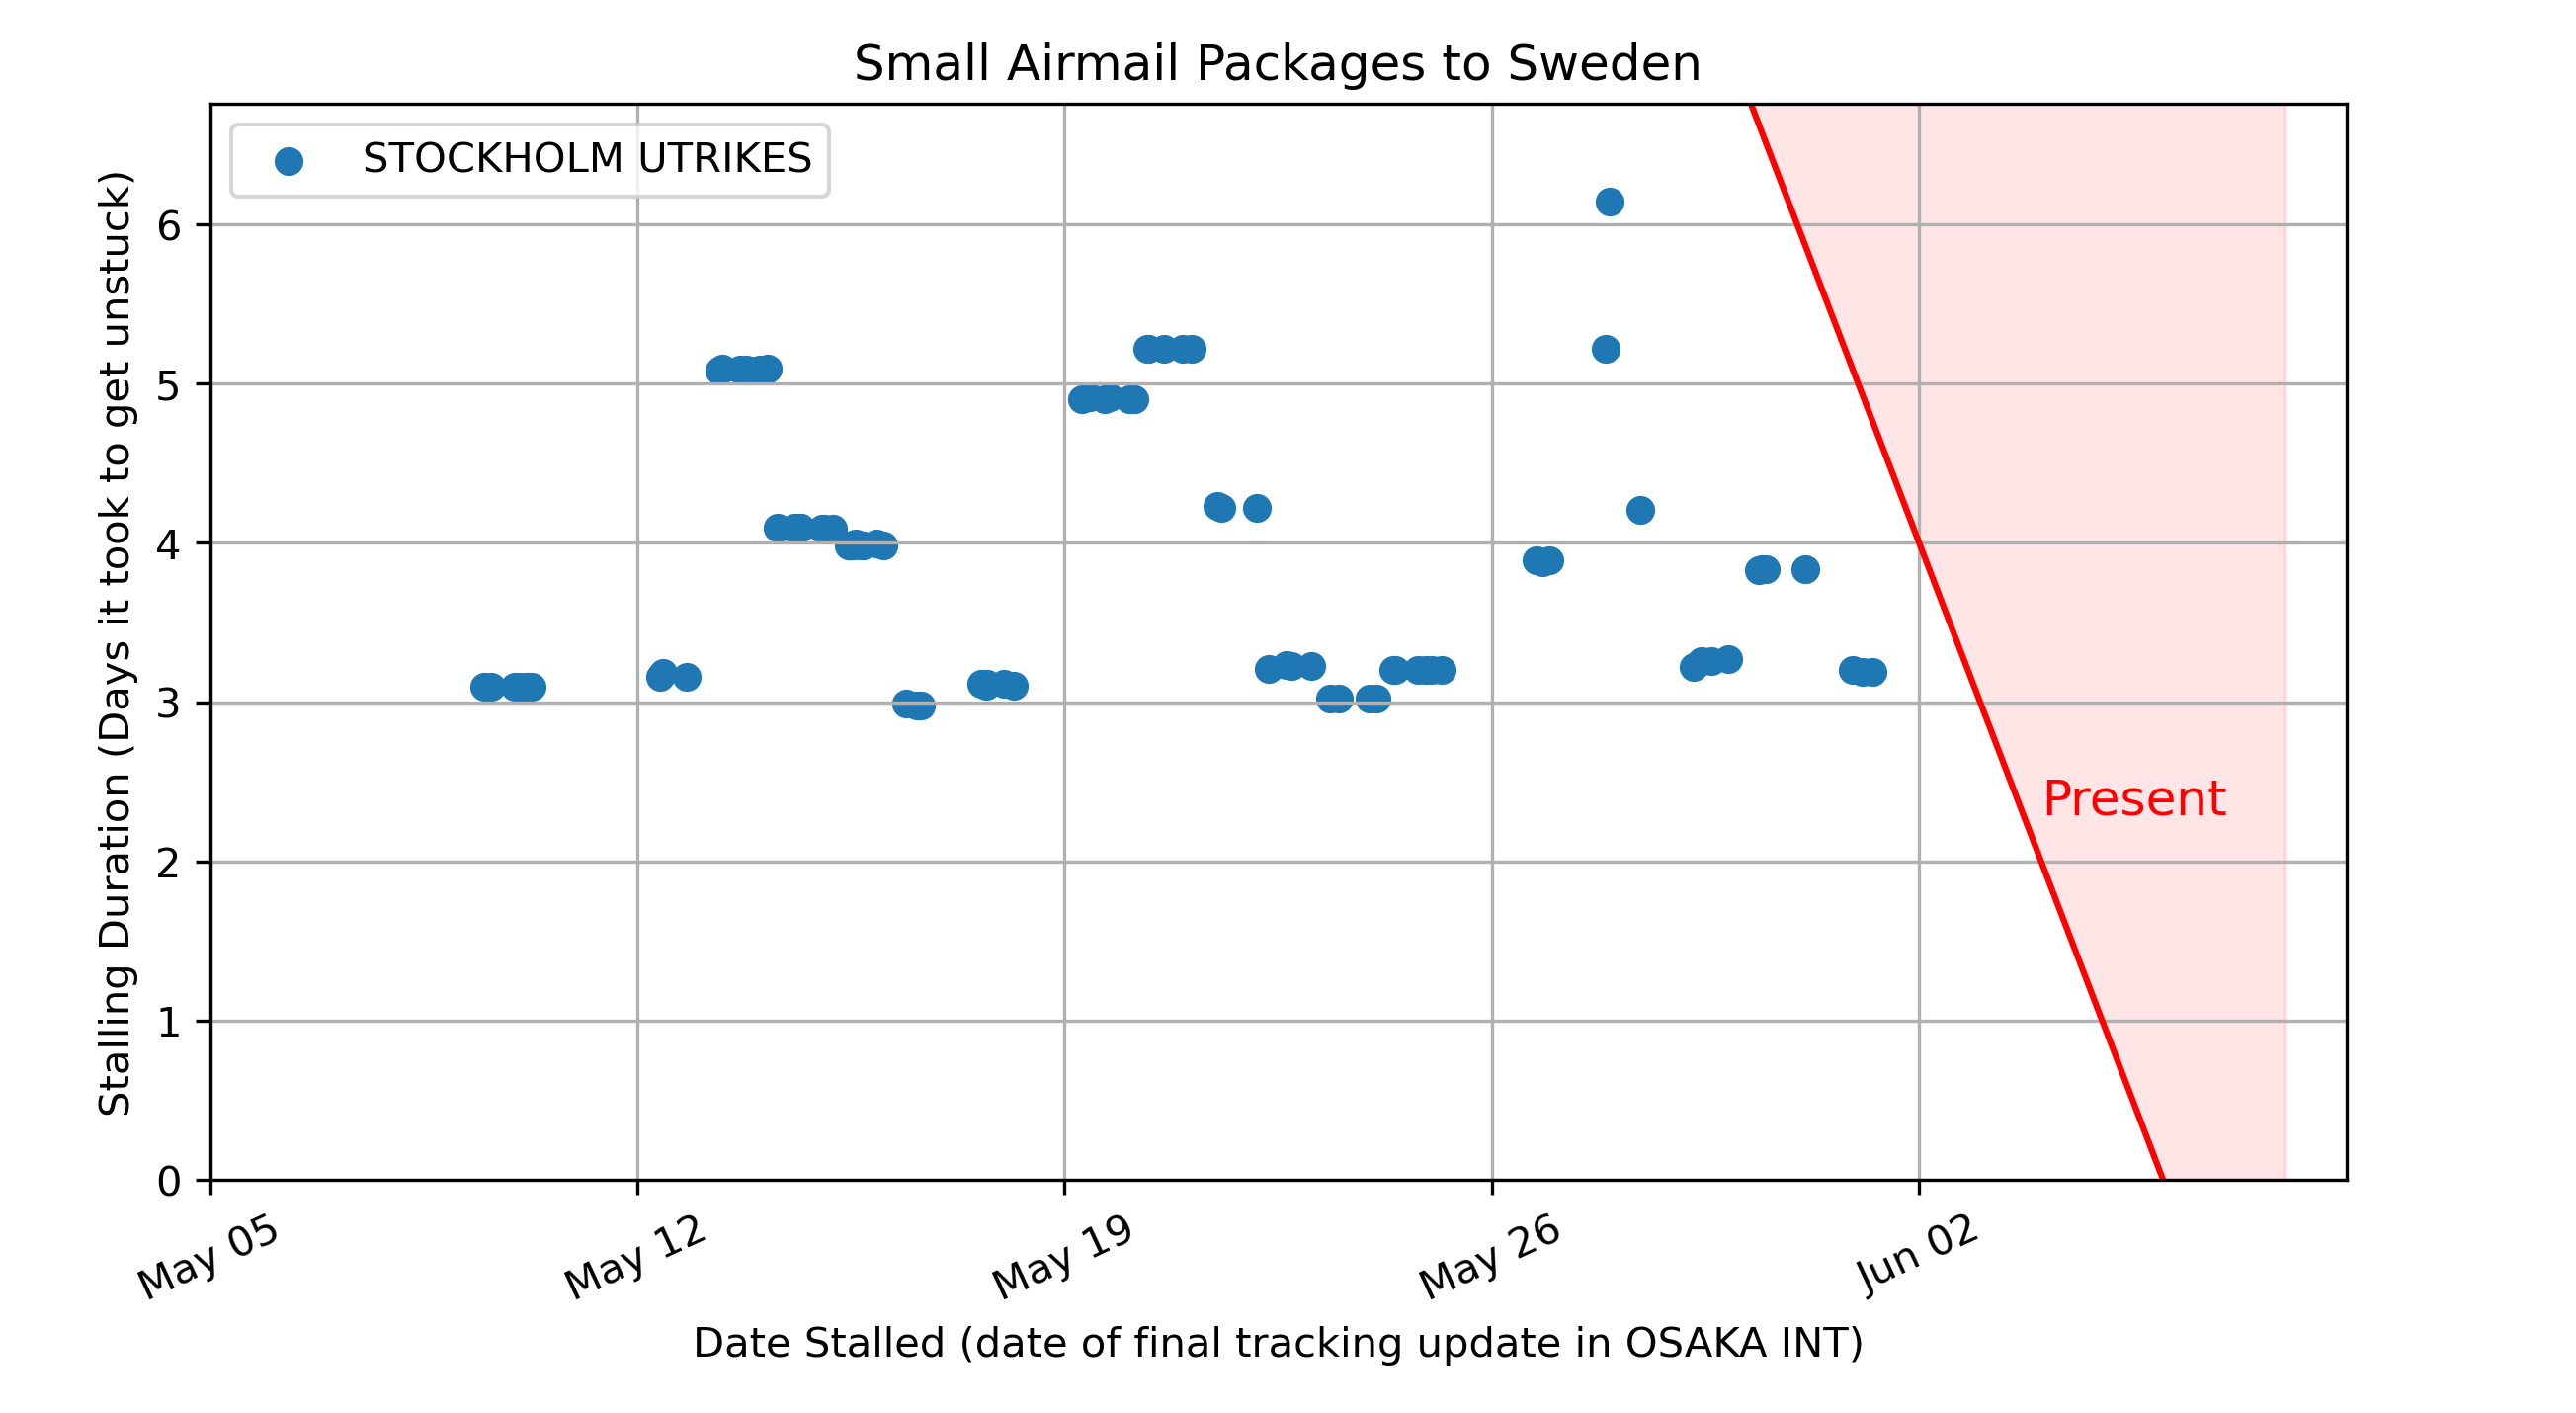 Small Airmail Packages to Sweden
STOCKHOLM UTRIKES
Stalling Duration (Days it took to get unstuck)
6
5
4
3
2
1
0
Present
May 05
May 12
May 19
May 26
Jun 02
Date Stalled (date of final tracking update in OSAKA INT)